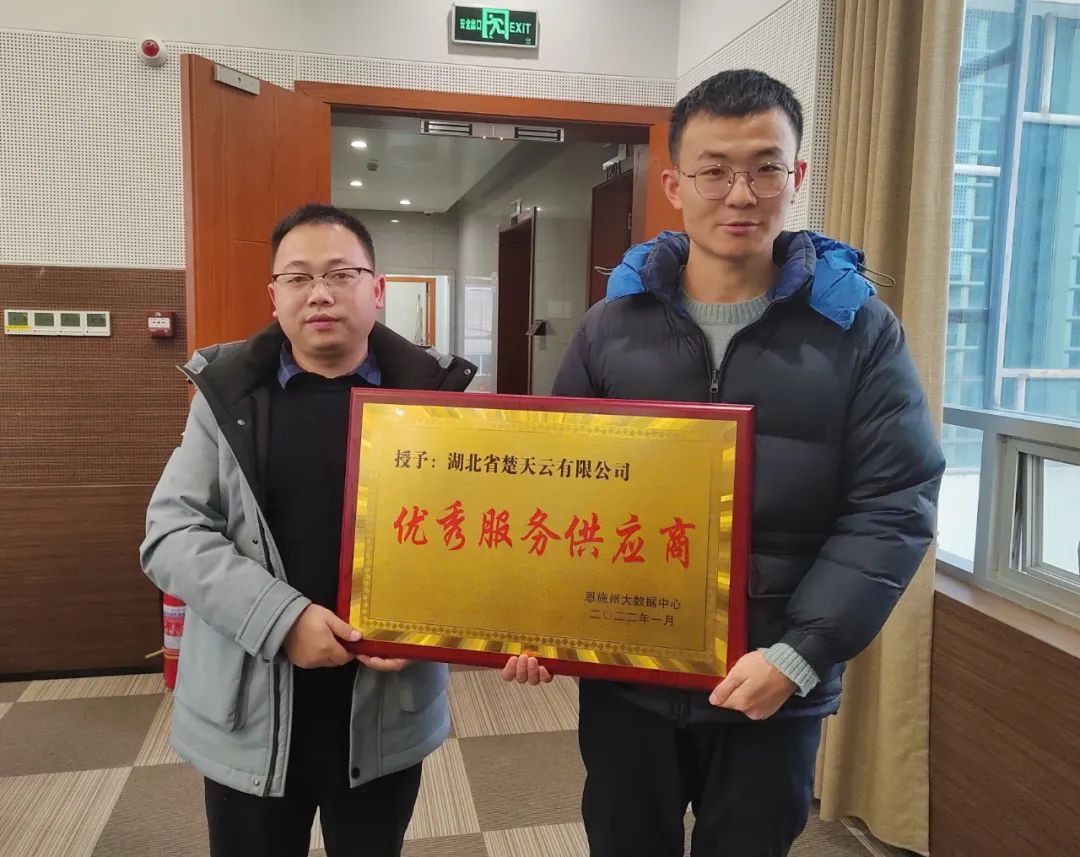 安全出口 EXIT
授予：湖北省楚天云有限公司
优秀服务供应商
恩施州大数据中心
二〇二二年一月